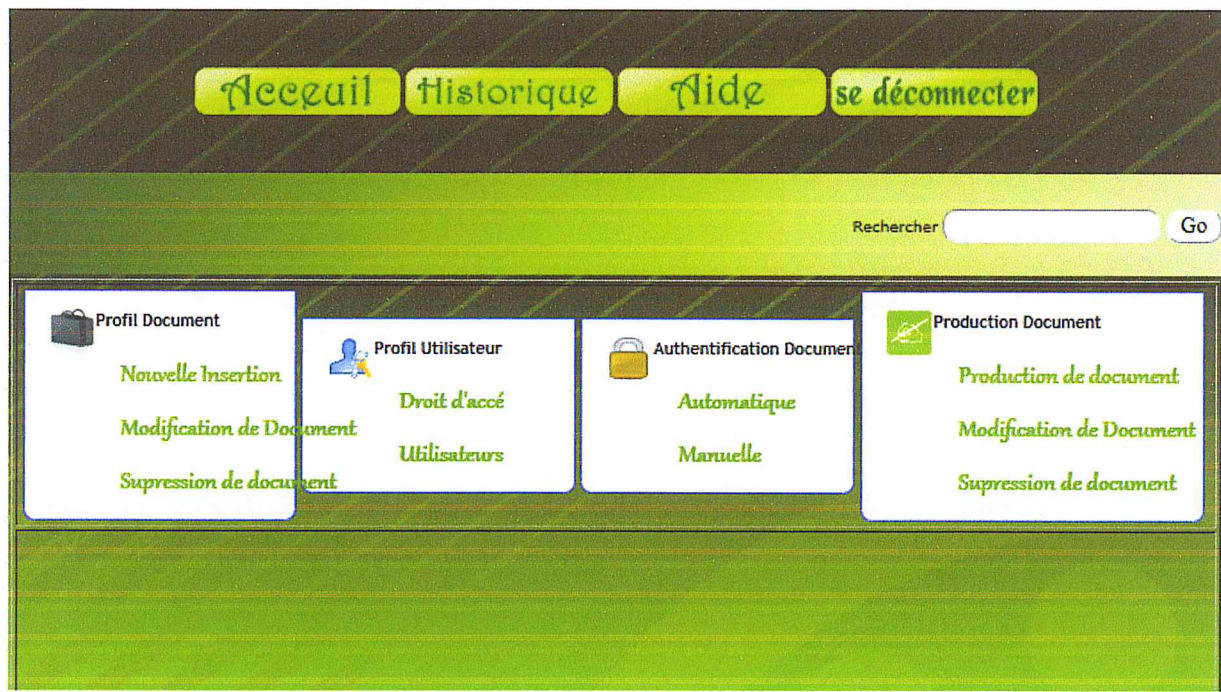 Acceuil Historique Aide se déconnecter
Rechercher Go
Profil Document
Nouvelle Insertion
Modification de Document
Supression de document
Profil Utilisateur
Droit d'accé
Utilisateurs
Authentification Documen
Automatique
Manuelle
Production Document
Production de document
Modification de Document
Supression de document